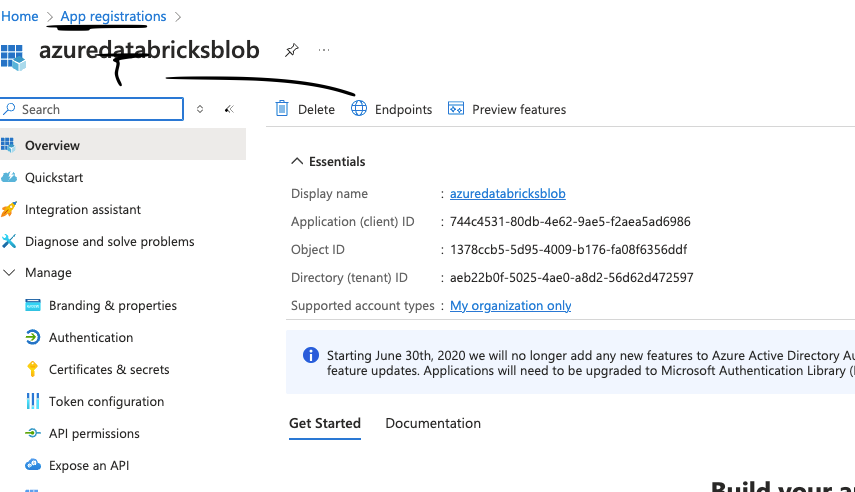 Home > App registrations >
azuredatabricksblob ...
Search
Delete Endpoints Preview features
Overview
Quickstart
Integration assistant
Diagnose and solve problems
Manage
Branding & properties
Authentication
Certificates & secrets
Token configuration
API permissions
Expose an API
Essentials
Display name : azuredatabricksblob
Application (client) ID : 744c4531-80db-4e62-9ae5-f2aea5ad6986
Object ID : 1378ccb5-5d95-4009-b176-fa08f6356ddf
Directory (tenant) ID : aeb22b0f-5025-4ae0-a8d2-56d62d472597
Supported account types : My organization only
Starting June 30th, 2020 we will no longer add any new features to Azure Active Directory Au
feature updates. Applications will need to be upgraded to Microsoft Authentication Library (
Get Started Documentation
Build your a